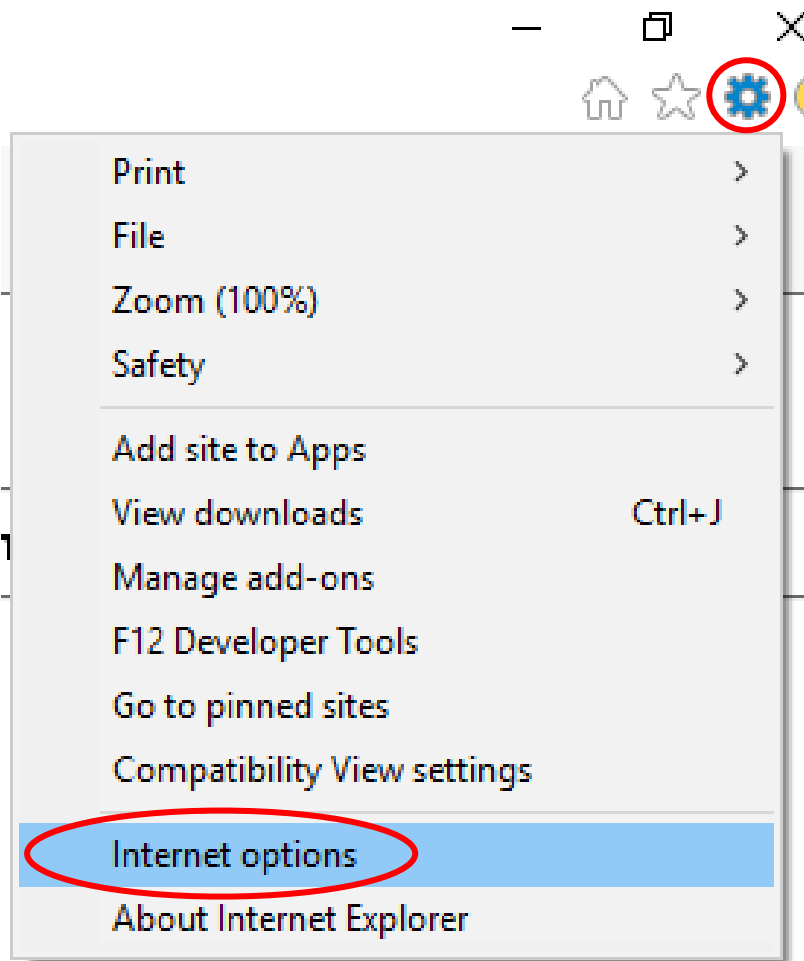 Print
File
Zoom (100%)
Safety
Add site to Apps
View downloads Ctrl+J
Manage add-ons
F12 Developer Tools
Go to pinned sites
Compatibility View settings
Internet options
About Internet Explorer